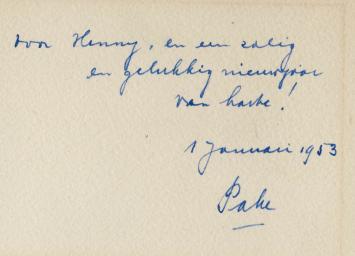 voor Henny, en een zalig
en gelukkig nieuwjaar
van harte!
1 Januari 1953
Pake